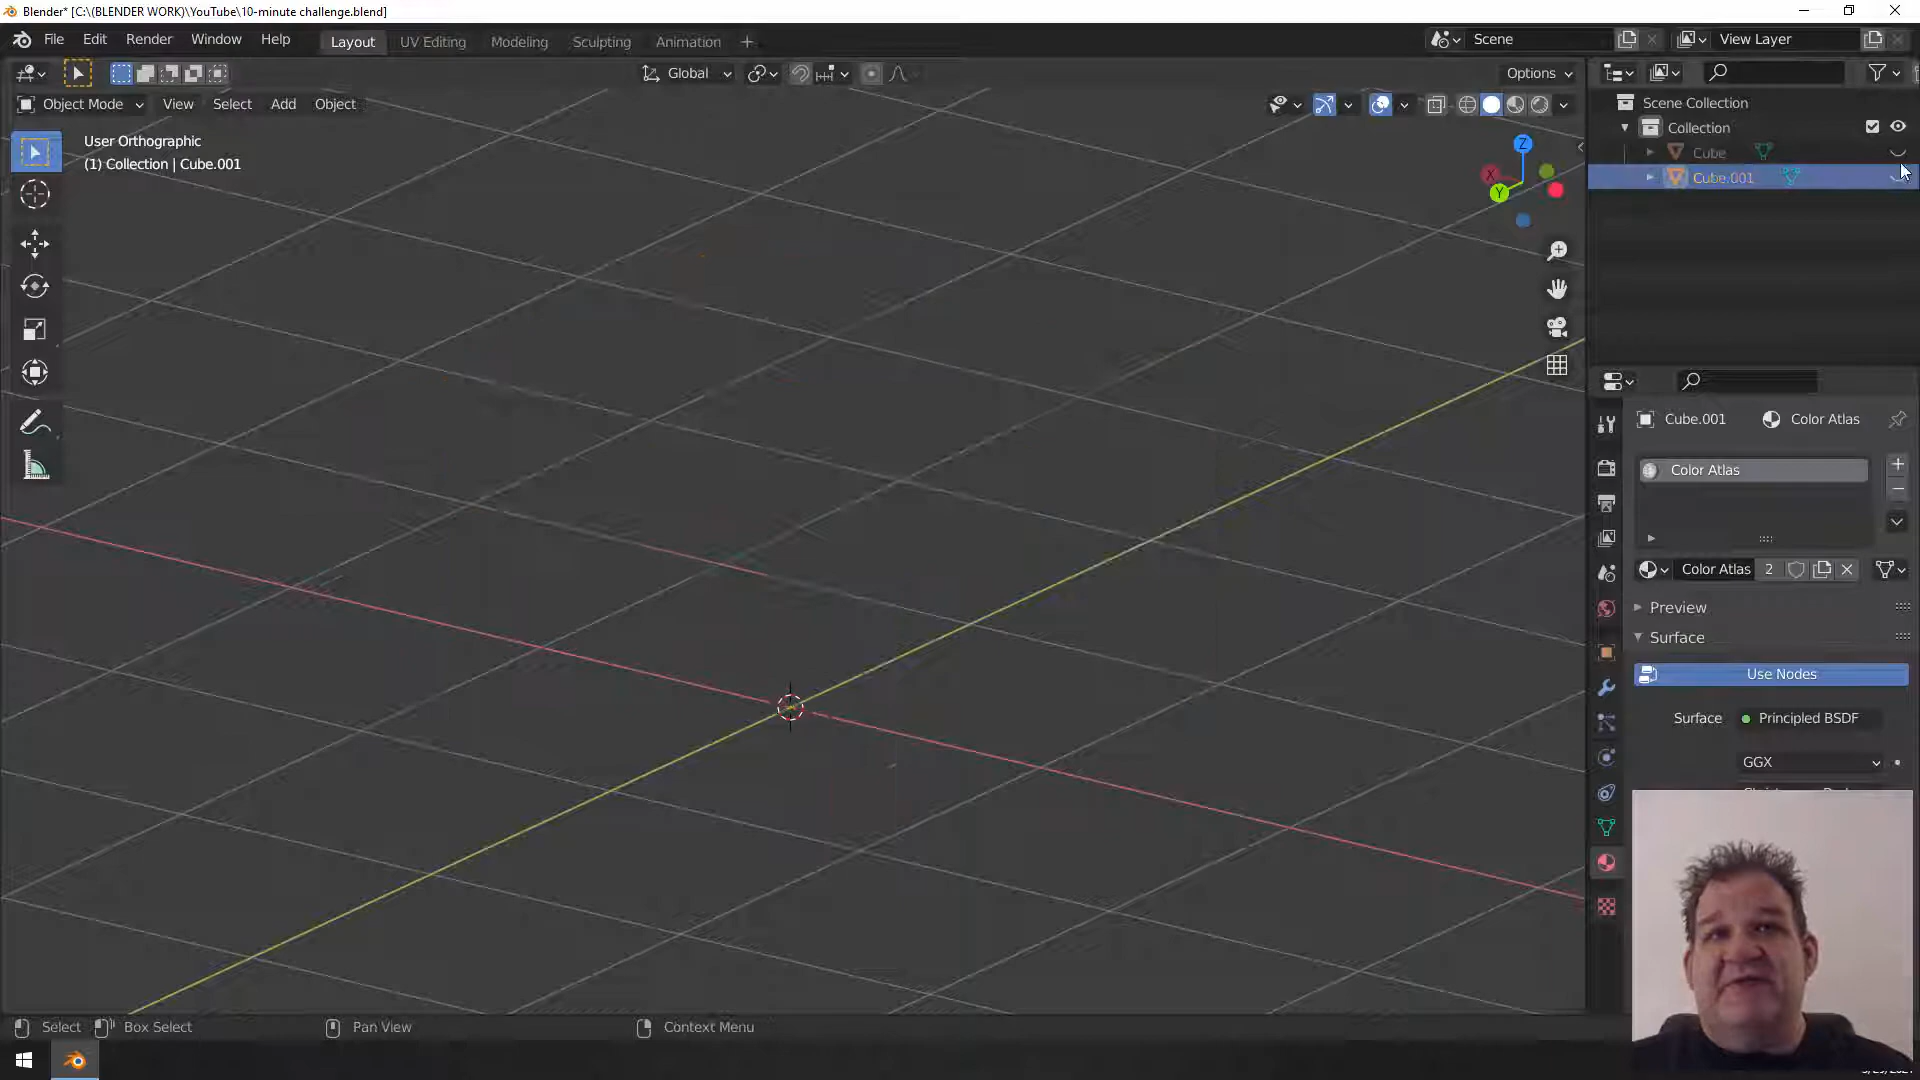 Blender* [C:\(BLENDER WORK)\YouTube\10-minute challenge.blend]
File Edit Render Window Help Layout UV Editing Modeling Sculpting Animation + Scene View Layer
Global Options
Object Mode View Select Add Object
User Orthographic
(1) Collection | Cube.001
Z
X
Y
Scene Collection
Collection
Cube
Cube.001
Cube.001 Color Atlas
Color Atlas
Color Atlas 2
Preview
Surface
Use Nodes
Surface Principled BSDF
GGX
Select Box Select Pan View Context Menu